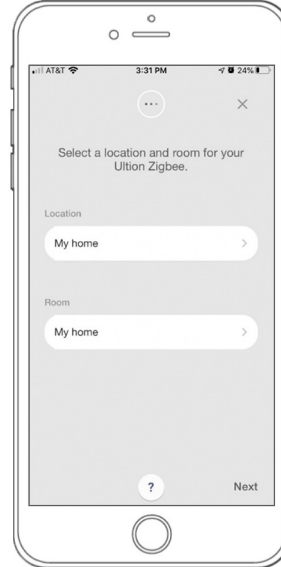 AT&T 3:31 PM 24%
Select a location and room for your
Ultion Zigbee.
Location
My home
Room
My home
? Next